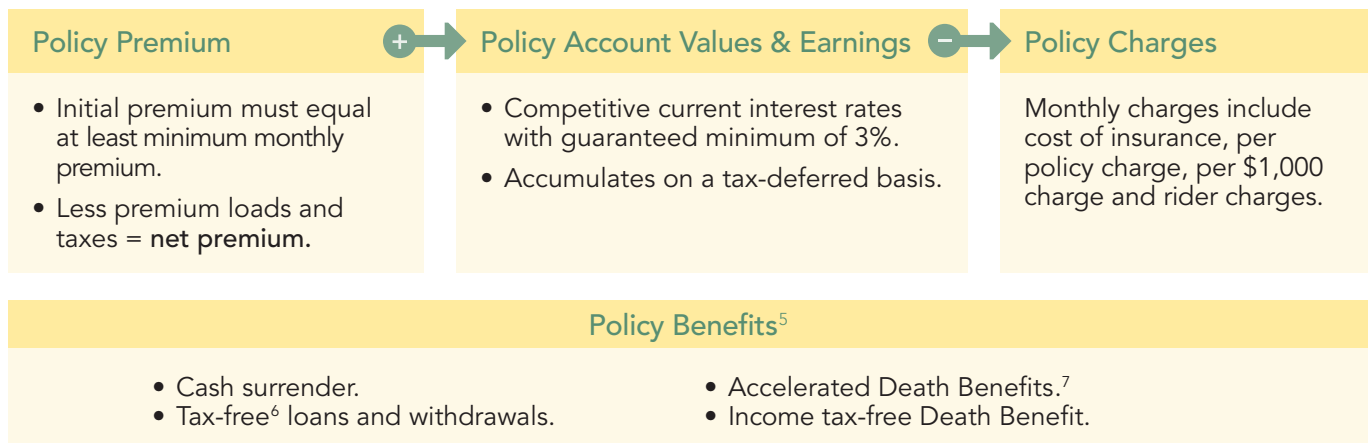 Policy Premium
+
Policy Account Values & Earnings
−
Policy Charges
• Initial premium must equal
at least minimum monthly
premium.
• Less premium loads and
taxes = net premium.
• Competitive current interest rates
with guaranteed minimum of 3%.
• Accumulates on a tax-deferred basis.
Monthly charges include
cost of insurance, per
policy charge, per $1,000
charge and rider charges.
Policy Benefits⁵
• Cash surrender.
• Tax-free⁶ loans and withdrawals.
• Accelerated Death Benefits.⁷
• Income tax-free Death Benefit.